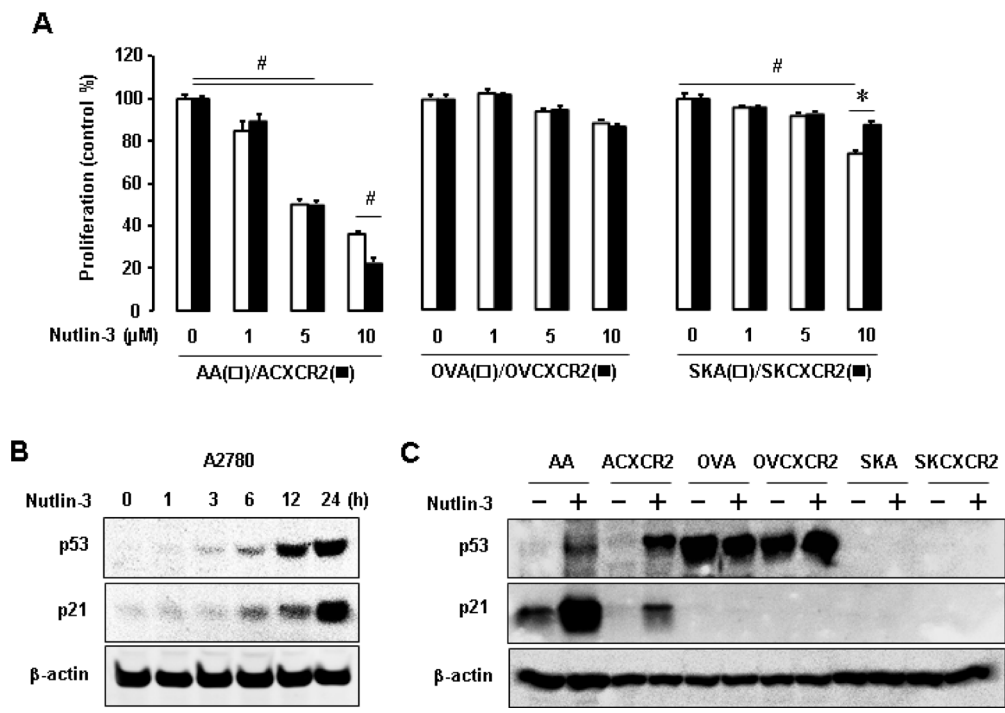 A
#
#
#
*
120
100
80
60
40
20
0
Proliferation (control %)
Nutlin-3 (µM) 0 1 5 10 0 1 5 10 0 1 5 10
AA(□)/ACXCR2(■) OVA(□)/OVCXCR2(■) SKA(□)/SKCXCR2(■)
B
A2780
Nutlin-3 0 1 3 6 12 24 (h)
p53
p21
β-actin
C
AA ACXCR2 OVA OVCXCR2 SKA SKCXCR2
Nutlin-3 − + − + − + − + − + − +
p53
p21
β-actin